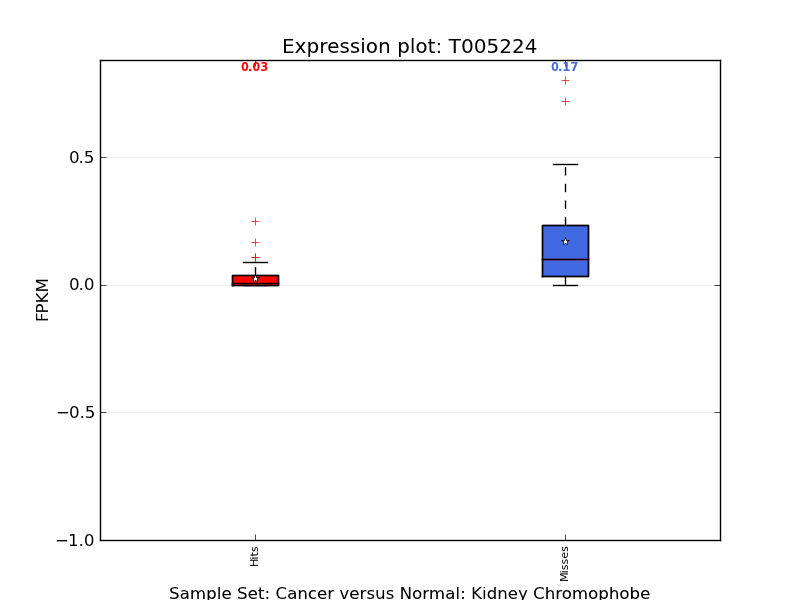 Expression plot: T005224
0.03
0.17
0.5
0.0
−0.5
−1.0
FPKM
Hits
Misses
Sample Set: Cancer versus Normal: Kidney Chromophobe